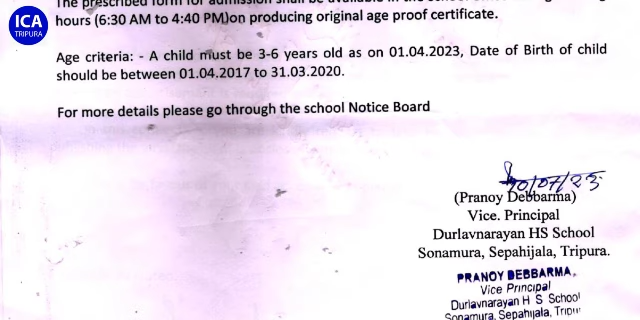 ICA
TRIPURA
The prescribed form for admission shall be available in the school
hours (6:30 AM to 4:40 PM)on producing original age proof certificate.
Age criteria: - A child must be 3-6 years old as on 01.04.2023, Date of Birth of child
should be between 01.04.2017 to 31.03.2020.
For more details please go through the school Notice Board
10/07/23
(Pranoy Debbarma)
Vice. Principal
Durlavnarayan HS School
Sonamura, Sepahijala, Tripura.
PRANOY DEBBARMA,
Vice Principal
Durlavnarayan H S School
Sonamura, Sepahijala, Tripur